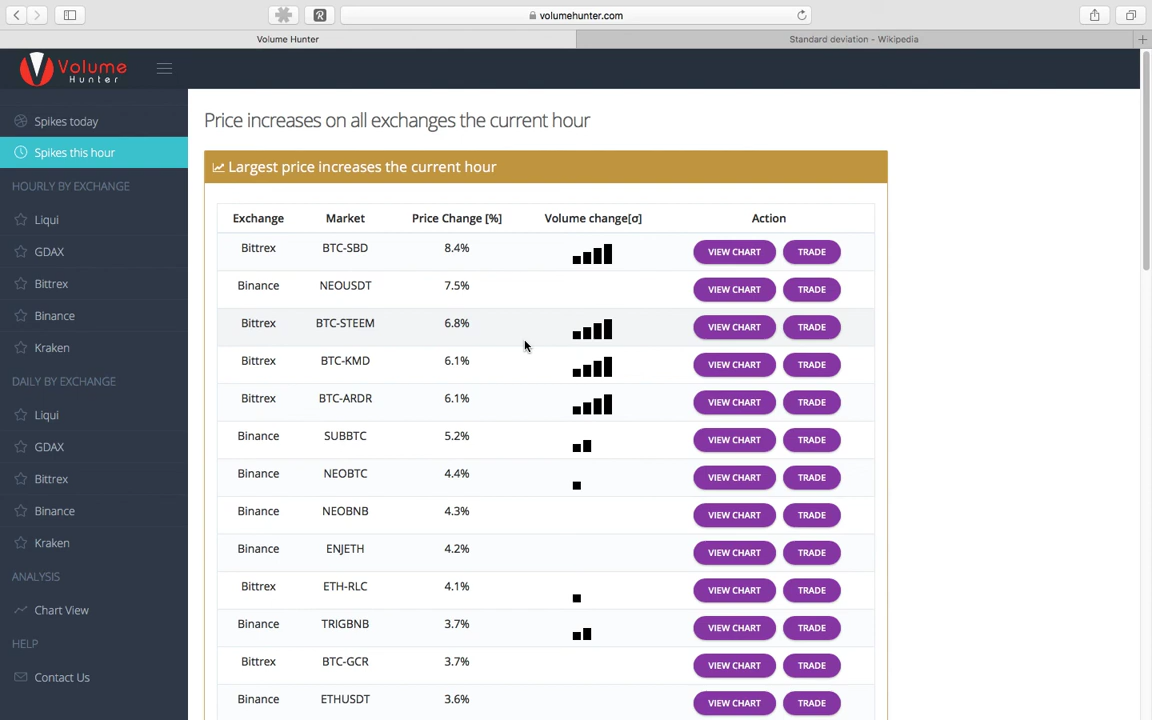 volumehunter.com
Volume Hunter
Standard deviation - Wikipedia
Volume
Hunter
Spikes today
Spikes this hour
HOURLY BY EXCHANGE
Liqui
GDAX
Bittrex
Binance
Kraken
DAILY BY EXCHANGE
Liqui
GDAX
Bittrex
Binance
Kraken
ANALYSIS
Chart View
HELP
Contact Us
Price increases on all exchanges the current hour
Largest price increases the current hour
Exchange Market Price Change [%] Volume change[σ] Action
Bittrex BTC-SBD 8.4% VIEW CHART TRADE
Binance NEOUSDT 7.5% VIEW CHART TRADE
Bittrex BTC-STEEM 6.8% VIEW CHART TRADE
Bittrex BTC-KMD 6.1% VIEW CHART TRADE
Bittrex BTC-ARDR 6.1% VIEW CHART TRADE
Binance SUBBTC 5.2% VIEW CHART TRADE
Binance NEOBTC 4.4% VIEW CHART TRADE
Binance NEOBNB 4.3% VIEW CHART TRADE
Binance ENJETH 4.2% VIEW CHART TRADE
Bittrex ETH-RLC 4.1% VIEW CHART TRADE
Binance TRIGBNB 3.7% VIEW CHART TRADE
Bittrex BTC-GCR 3.7% VIEW CHART TRADE
Binance ETHUSDT 3.6% VIEW CHART TRADE